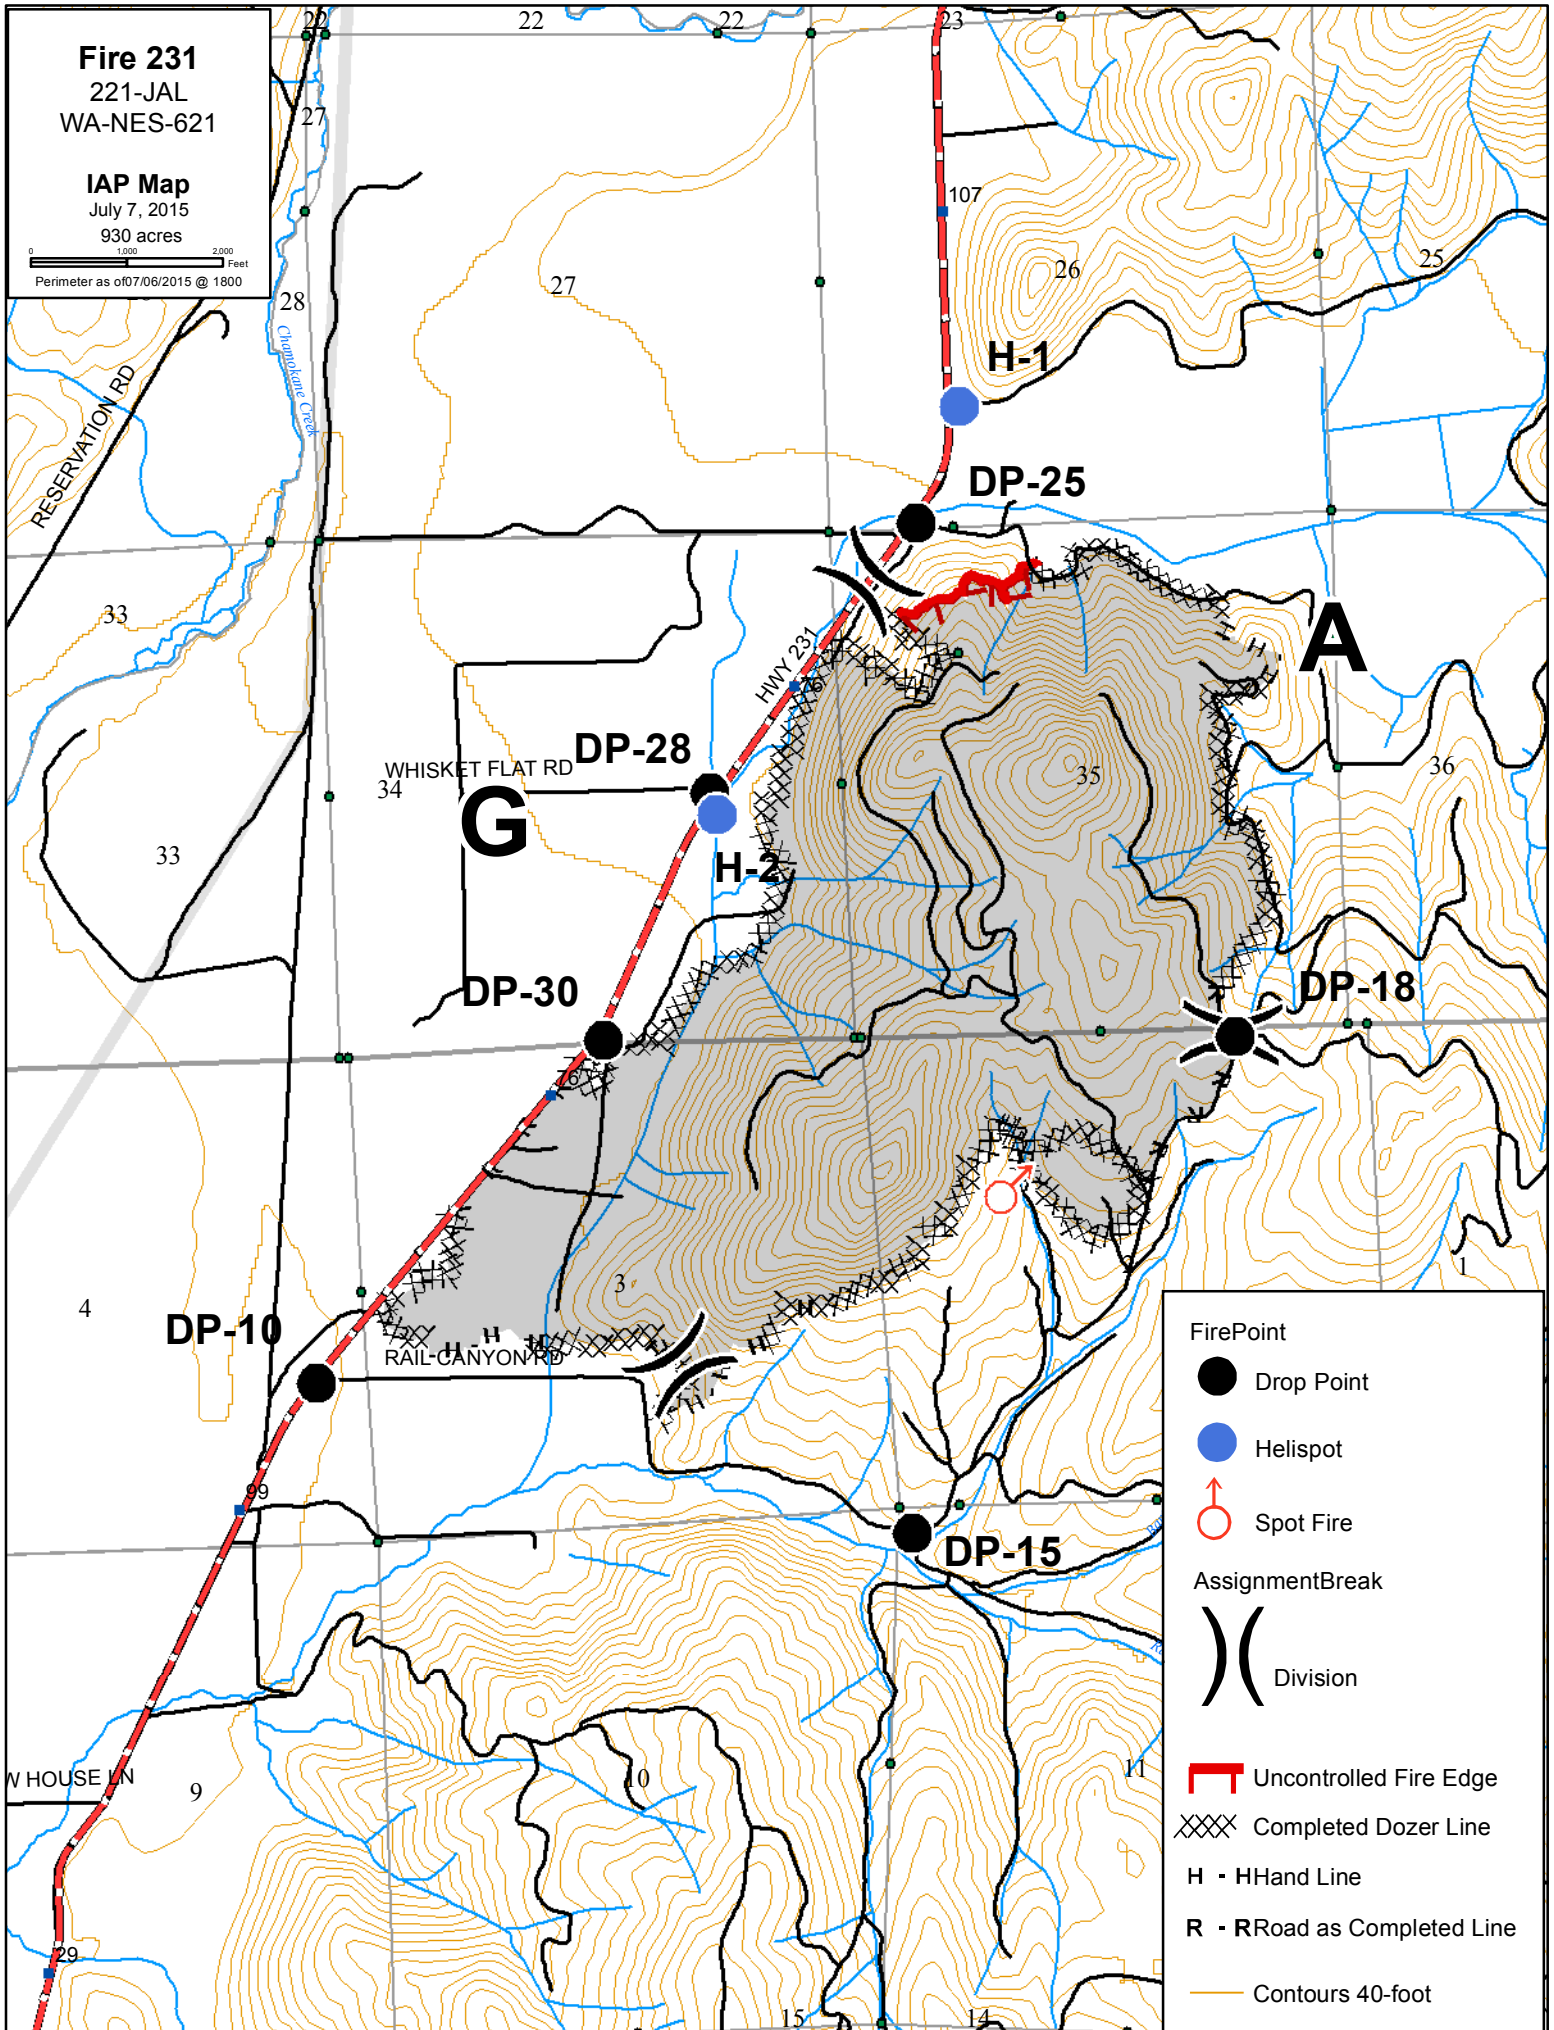 Fire 231
221-JAL
WA-NES-621
IAP Map
July 7, 2015
930 acres
0 1,000 2,000
Feet
Perimeter as of07/06/2015 @ 1800
22
22
22
23
27
107
28
27
26
25
Chamokane Creek
RESERVATION RD
H-1
DP-25
33
A
HWY 231
76
DP-28
WHISKET FLAT RD
34
G
35
36
33
H-2
DP-30
DP-18
76
3
4
1
DP-10
RAIL CANYON RD
99
DP-15
W HOUSE LN
9
10
11
29
15
14
FirePoint
Drop Point
Helispot
Spot Fire
AssignmentBreak
Division
Uncontrolled Fire Edge
Completed Dozer Line
H - H Hand Line
R - R Road as Completed Line
Contours 40-foot